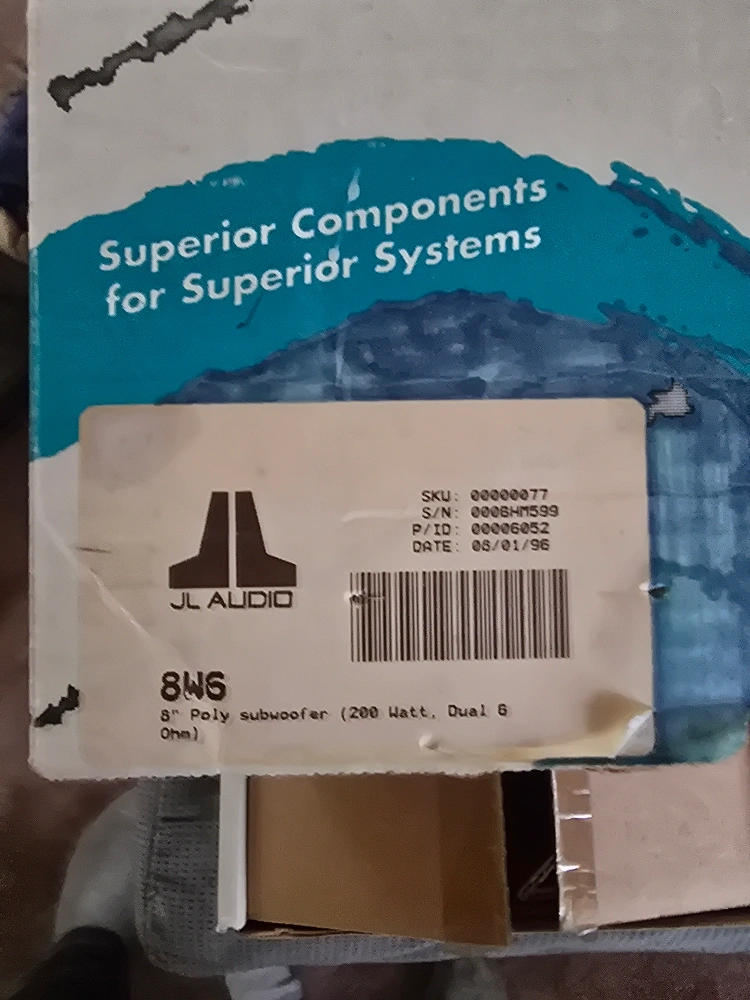 Superior Components
for Superior Systems
JL AUDIO
SKU: 00000077
S/N: 0006HM599
P/ID: 00006052
DATE: 08/01/96
8W6
8" Poly subwoofer (200 Watt, Dual 6
Ohm)